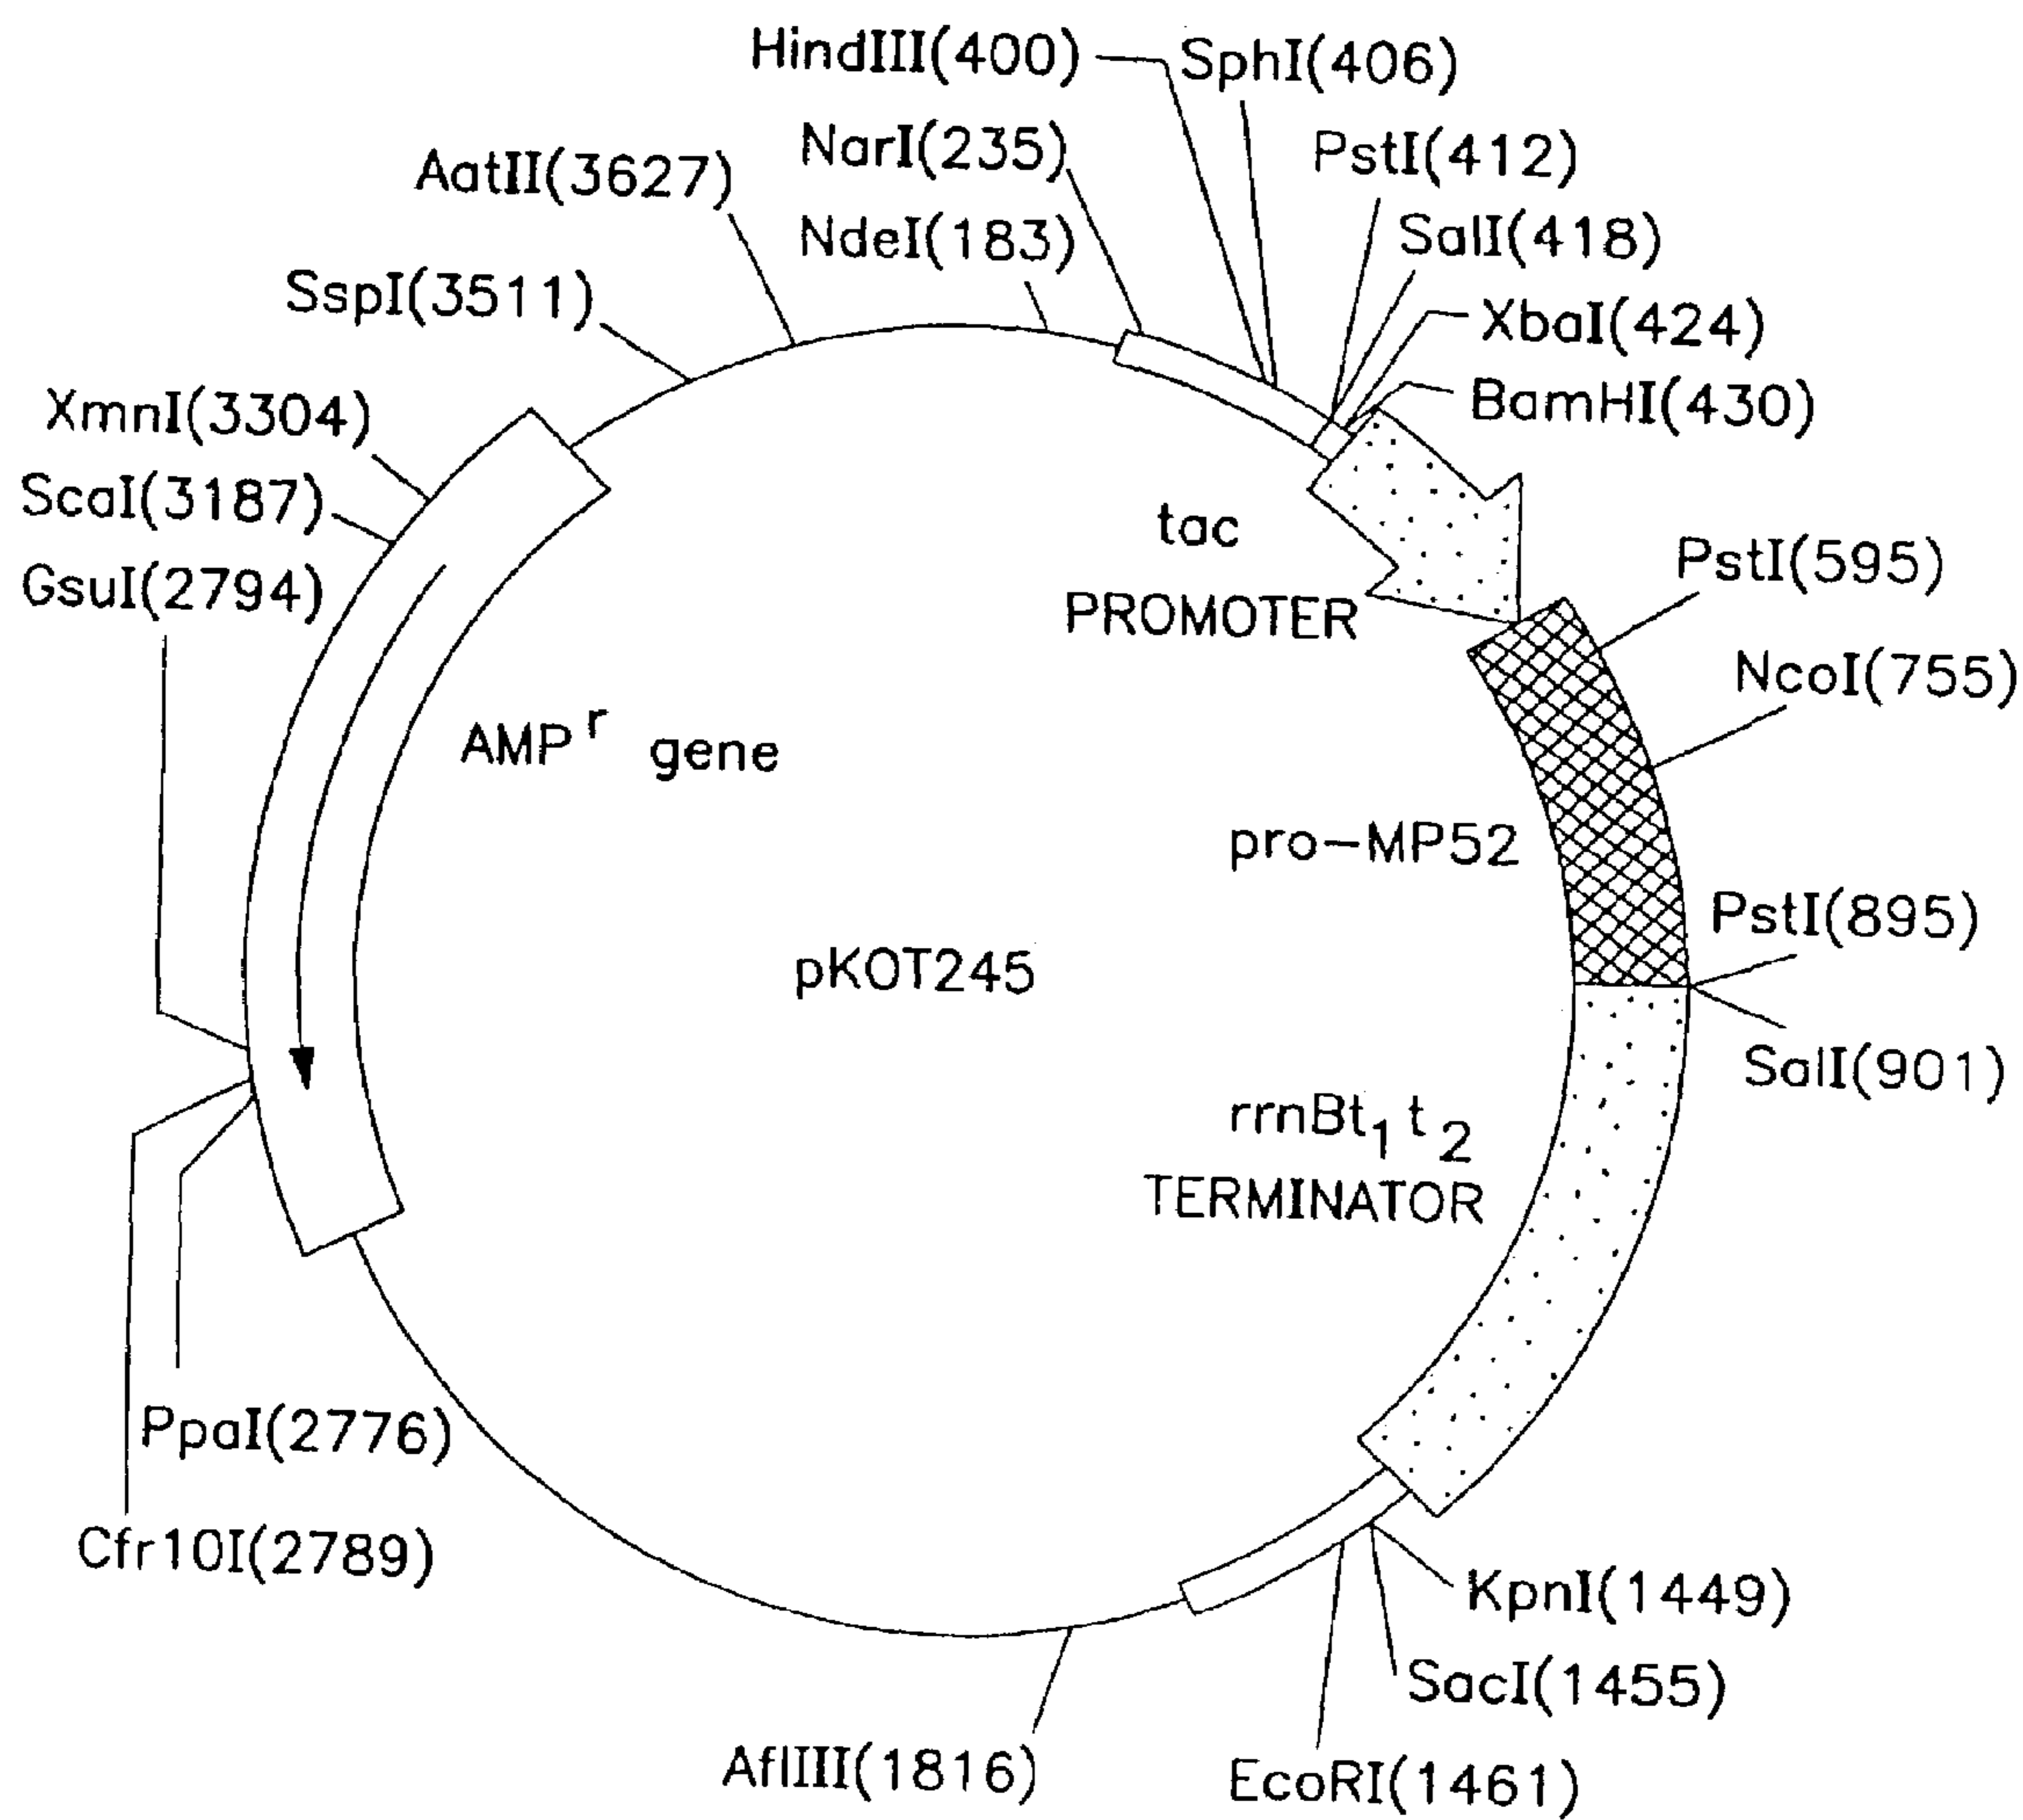 HindIII(400)
SphI(406)
NarI(235)
PstI(412)
AatII(3627)
NdeI(183)
SalI(418)
SspI(3511)
XbaI(424)
XmnI(3304)
BamHI(430)
ScaI(3187)
tac
PROMOTER
PstI(595)
GsuI(2794)
NcoI(755)
AMP r gene
pro-MP52
PstI(895)
pKOT245
SalI(901)
rrnBt1 t2
TERMINATOR
PpaI(2776)
Cfr10I(2789)
KpnI(1449)
SacI(1455)
AflIII(1816)
EcoRI(1461)